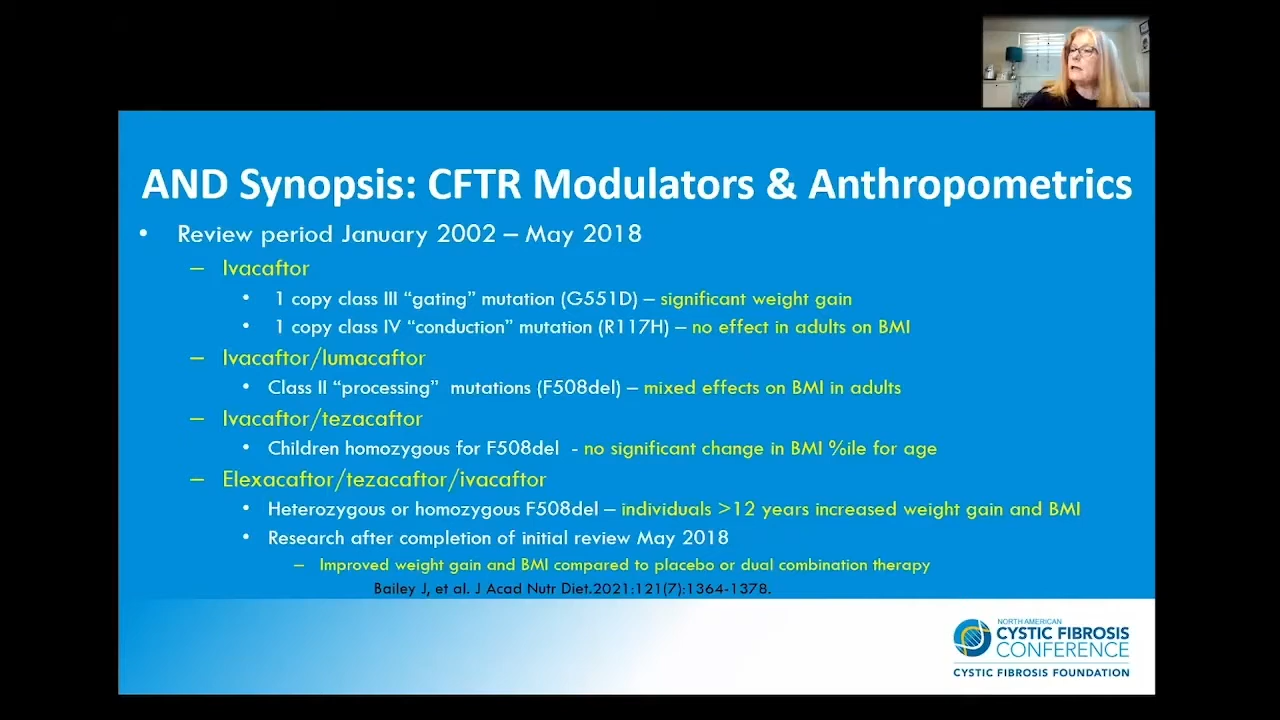 AND Synopsis: CFTR Modulators & Anthropometrics
• Review period January 2002 – May 2018
– Ivacaftor
• 1 copy class III “gating” mutation (G551D) – significant weight gain
• 1 copy class IV “conduction” mutation (R117H) – no effect in adults on BMI
– Ivacaftor/lumacaftor
• Class II “processing” mutations (F508del) – mixed effects on BMI in adults
– Ivacaftor/tezacaftor
• Children homozygous for F508del - no significant change in BMI %ile for age
– Elexacaftor/tezacaftor/ivacaftor
• Heterozygous or homozygous F508del – individuals >12 years increased weight gain and BMI
• Research after completion of initial review May 2018
– Improved weight gain and BMI compared to placebo or dual combination therapy
Bailey J, et al. J Acad Nutr Diet.2021:121(7):1364-1378.
NORTH AMERICAN
CYSTIC FIBROSIS
CONFERENCE
CYSTIC FIBROSIS FOUNDATION